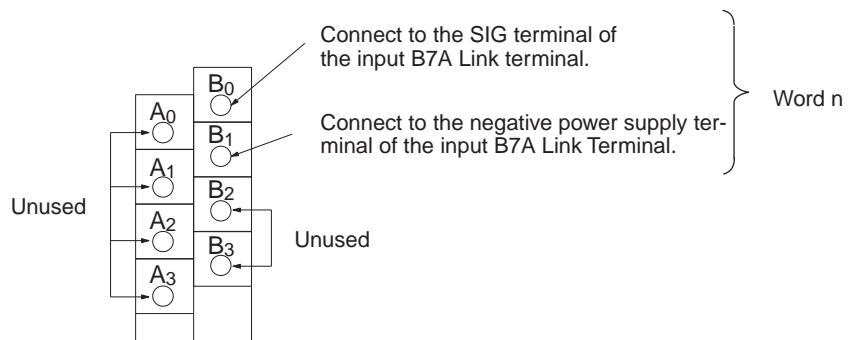 Connect to the SIG terminal of
the input B7A Link terminal.
Word n
Connect to the negative power supply ter-
minal of the input B7A Link Terminal.
B0
A0
B1
A1
B2
Unused
A2
B3
Unused
A3